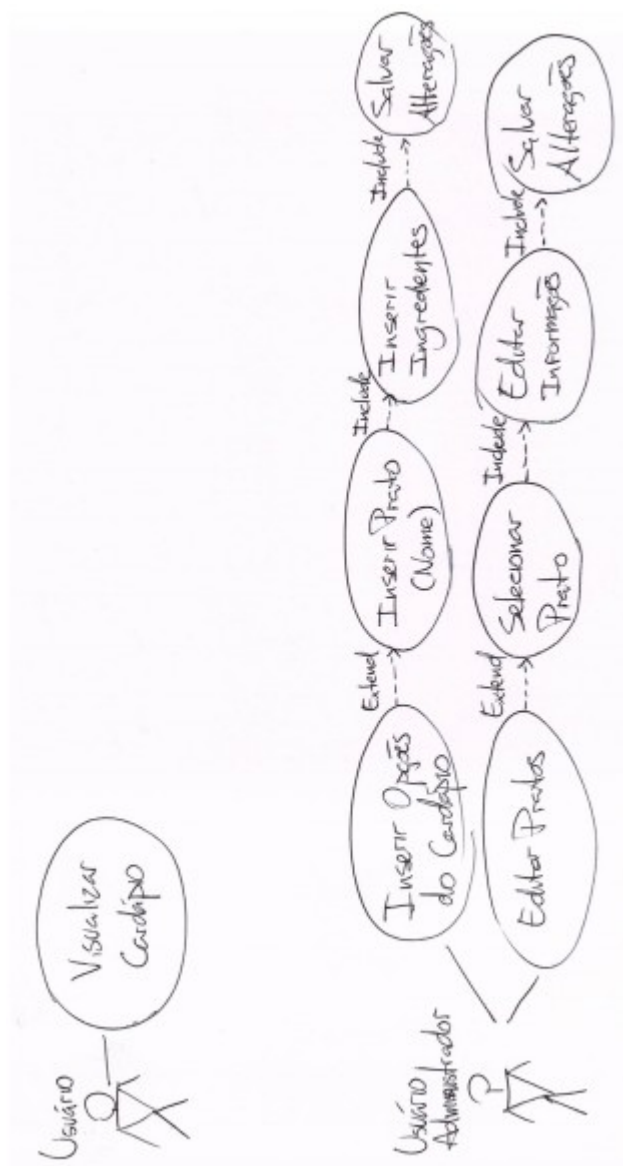 Usuário
Visualizar
Cardápio
Usuário
Administrador
Inserir Opções
do Cardápio
Extend
Inserir Prato
(Nome)
Include
Inserir
Ingredientes
Include
Salvar
Alterações
Editar Pratos
Extend
Selecionar
Prato
Include
Editar
Informações
Include
Salvar
Alterações